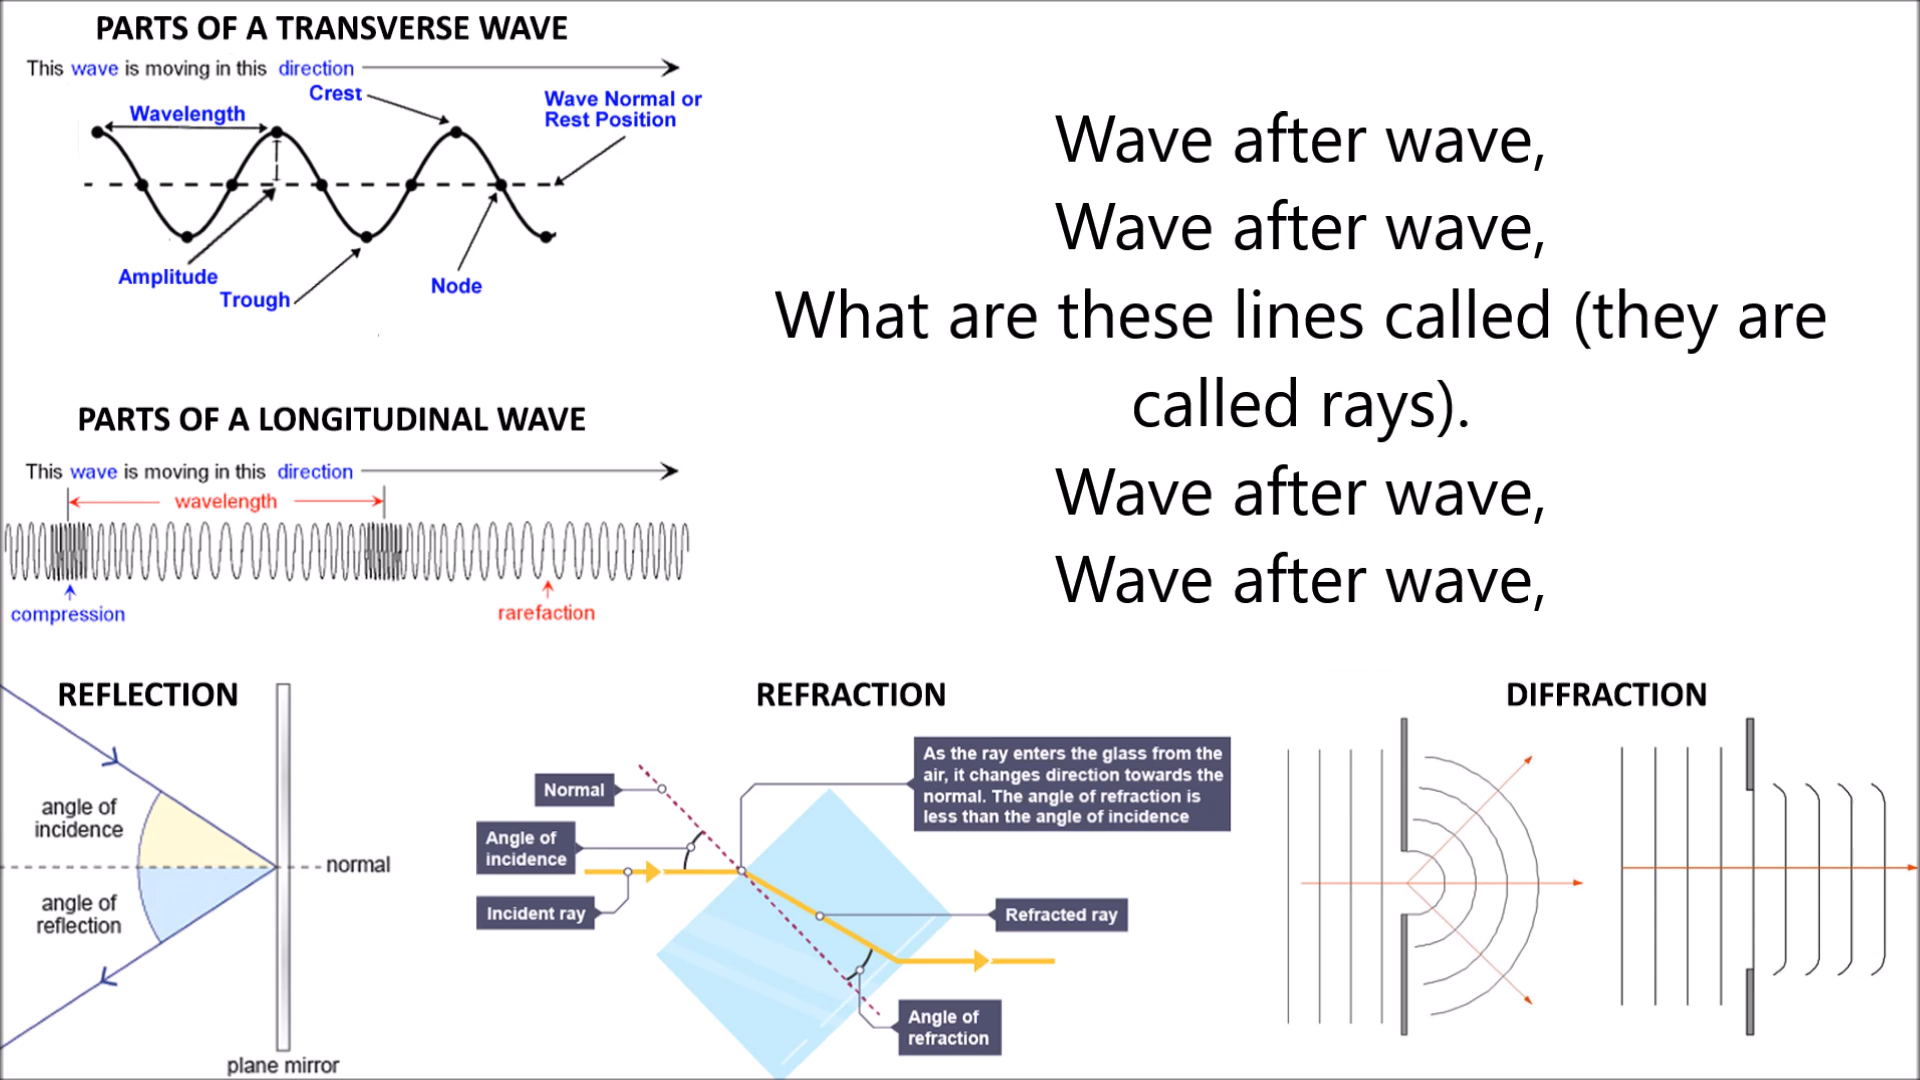 PARTS OF A TRANSVERSE WAVE
This wave is moving in this direction
Crest
Wavelength
Wave Normal or
Rest Position
Amplitude
Trough
Node
Wave after wave,
Wave after wave,
What are these lines called (they are
called rays).
Wave after wave,
Wave after wave,
PARTS OF A LONGITUDINAL WAVE
This wave is moving in this direction
wavelength
compression
rarefaction
REFLECTION
angle of
incidence
normal
angle of
reflection
plane mirror
REFRACTION
Normal
As the ray enters the glass from the
air, it changes direction towards the
normal. The angle of refraction is
less than the angle of incidence
Angle of
incidence
Incident ray
Refracted ray
Angle of
refraction
DIFFRACTION